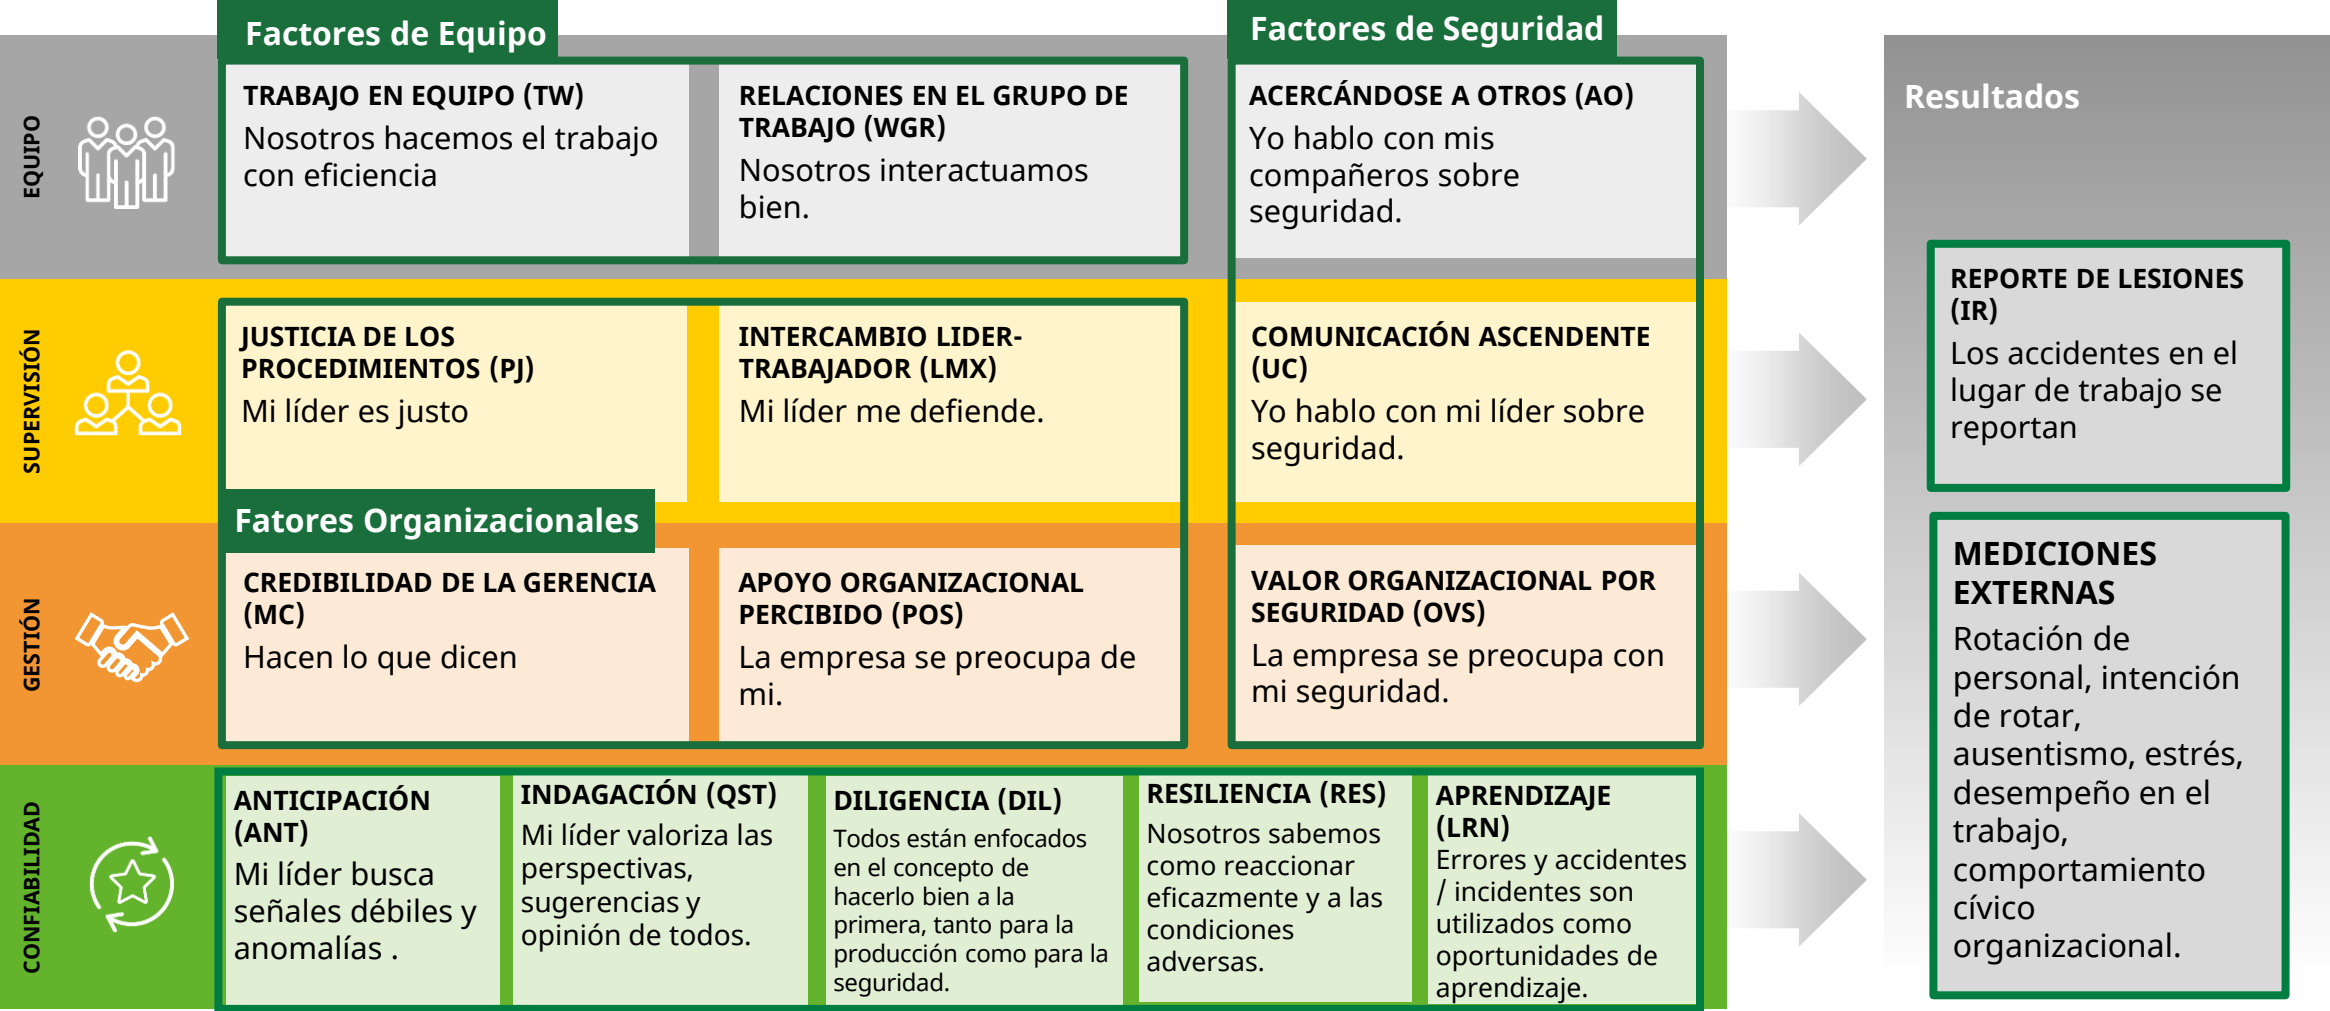 Factores de Equipo
Factores de Seguridad
EQUIPO
TRABAJO EN EQUIPO (TW)
Nosotros hacemos el trabajo
con eficiencia
RELACIONES EN EL GRUPO DE
TRABAJO (WGR)
Nosotros interactuamos
bien.
ACERCÁNDOSE A OTROS (AO)
Yo hablo con mis
compañeros sobre
seguridad.
SUPERVISIÓN
JUSTICIA DE LOS
PROCEDIMIENTOS (PJ)
Mi líder es justo
INTERCAMBIO LIDER-
TRABAJADOR (LMX)
Mi líder me defiende.
COMUNICACIÓN ASCENDENTE
(UC)
Yo hablo con mi líder sobre
seguridad.
Fatores Organizacionales
GESTIÓN
CREDIBILIDAD DE LA GERENCIA
(MC)
Hacen lo que dicen
APOYO ORGANIZACIONAL
PERCIBIDO (POS)
La empresa se preocupa de
mi.
VALOR ORGANIZACIONAL POR
SEGURIDAD (OVS)
La empresa se preocupa con
mi seguridad.
CONFIABILIDAD
ANTICIPACIÓN
(ANT)
Mi líder busca
señales débiles y
anomalías .
INDAGACIÓN (QST)
Mi líder valoriza las
perspectivas,
sugerencias y
opinión de todos.
DILIGENCIA (DIL)
Todos están enfocados
en el concepto de
hacerlo bien a la
primera, tanto para la
producción como para la
seguridad.
RESILIENCIA (RES)
Nosotros sabemos
como reaccionar
eficazmente y a las
condiciones
adversas.
APRENDIZAJE
(LRN)
Errores y accidentes
/ incidentes son
utilizados como
oportunidades de
aprendizaje.
Resultados
REPORTE DE LESIONES
(IR)
Los accidentes en el
lugar de trabajo se
reportan
MEDICIONES
EXTERNAS
Rotación de
personal, intención
de rotar,
ausentismo, estrés,
desempeño en el
trabajo,
comportamiento
cívico
organizacional.